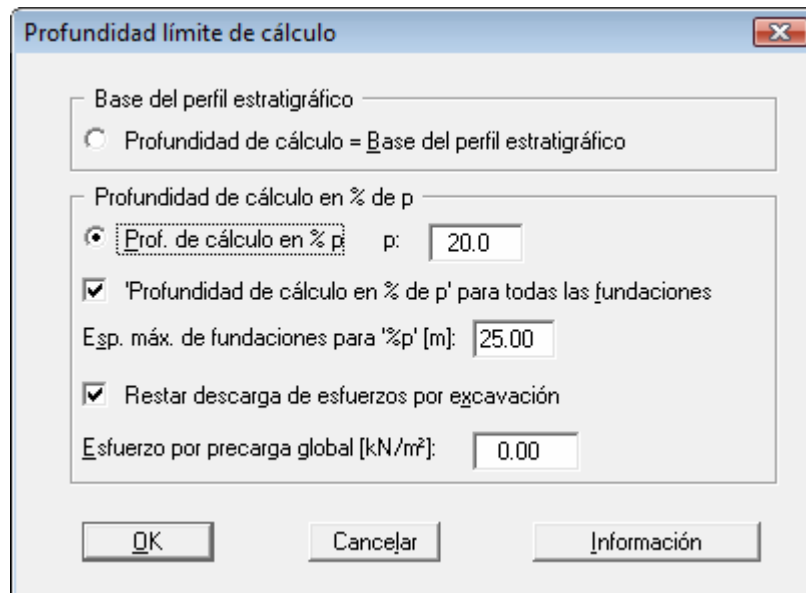 Profundidad límite de cálculo
Base del perfil estratigráfico
Profundidad de cálculo = Base del perfil estratigráfico
Profundidad de cálculo en % de p
Prof. de cálculo en % p p: 20.0
'Profundidad de cálculo en % de p' para todas las fundaciones
Esp. máx. de fundaciones para '%p' [m]: 25.00
Restar descarga de esfuerzos por excavación
Esfuerzo por precarga global [kN/m²]: 0.00
OK Cancelar Información